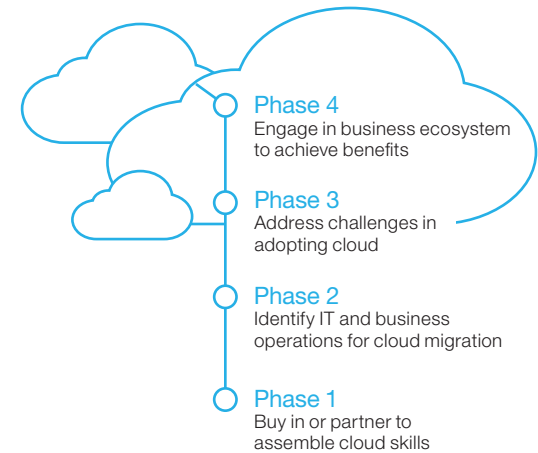 Phase 4
Engage in business ecosystem
to achieve benefits
Phase 3
Address challenges in
adopting cloud
Phase 2
Identify IT and business
operations for cloud migration
Phase 1
Buy in or partner to
assemble cloud skills